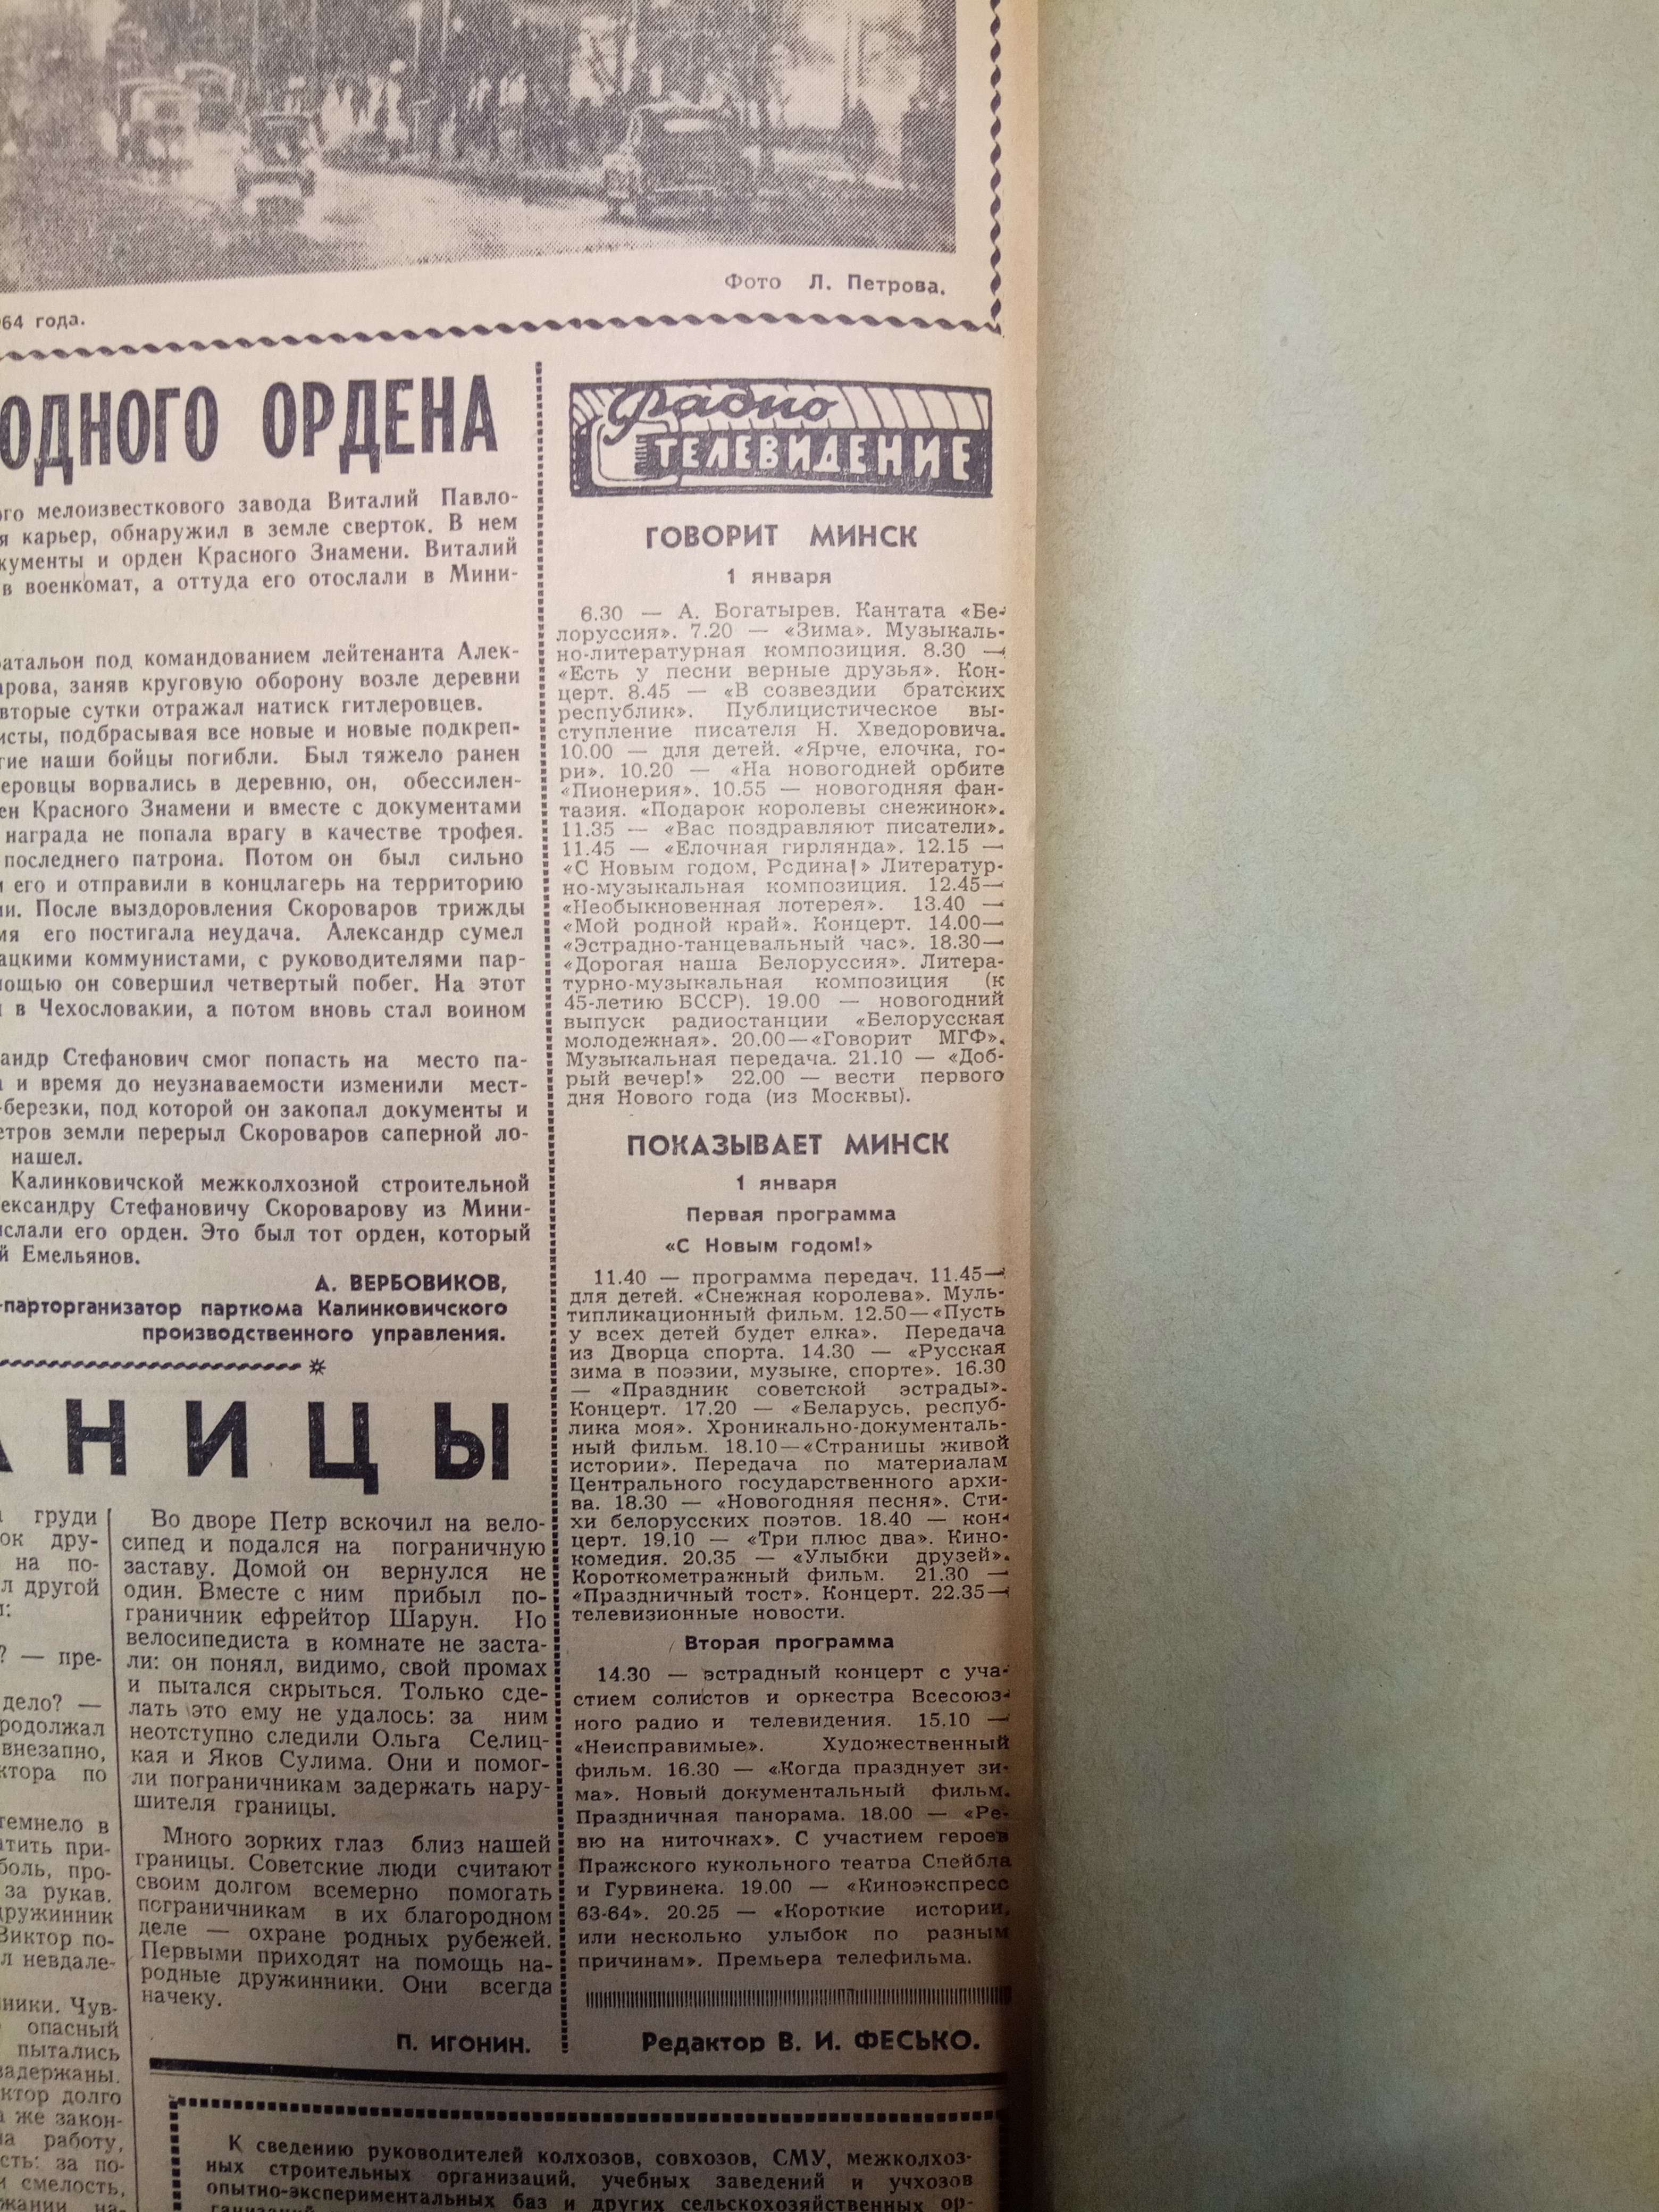 Фото Л. Петрова.
64 года.
ОДНОГО ОРДЕНА
ого мелоизвесткового завода Виталий Павло-
я карьер, обнаружил в земле сверток. В нем
кументы и орден Красного Знамени. Виталий
в военкомат, а оттуда его отослали в Мини-
батальон под командованием лейтенанта Алек-
арова, заняв круговую оборону возле деревни
вторые сутки отражал натиск гитлеровцев.
исты, подбрасывая все новые и новые подкреп-
гие наши бойцы погибли. Был тяжело ранен
еровцы ворвались в деревню, он, обессилен-
ен Красного Знамени и вместе с документами
награда не попала врагу в качестве трофея.
последнего патрона. Потом он был сильно
и его и отправили в концлагерь на территорию
ии. После выздоровления Скороваров трижды
мя его постигала неудача. Александр сумел
ацкими коммунистами, с руководителями пар-
мощью он совершил четвертый побег. На этот
в Чехословакии, а потом вновь стал воином
андр Стефанович смог попасть на место па-
а и время до неузнаваемости изменили мест-
-березки, под которой он закопал документы и
етров земли перерыл Скороваров саперной ло-
нашел.
Калинковичской межколхозной строительной
ександру Стефановичу Скороварову из Мини-
ислали его орден. Это был тот орден, который
й Емельянов.
А. ВЕРБОВИКОВ,
-парторганизатор парткома Калинковичского
производственного управления.
НИЦЫ
груди
ок дру-
на по-
л другой
? — пре-
дело? —
родолжал
внезапно,
ктора по
темнело в
атить при-
боль, про-
за рукав.
дружинник
Виктор по-
л невдале-
ники. Чув-
опасный
пытались
задержаны.
ктор долго
а же закон-
на работу,
сть: за по-
и смелость,
жании на-
Во дворе Петр вскочил на вело-
сипед и подался на пограничную
заставу. Домой он вернулся не
один. Вместе с ним прибыл по-
граничник ефрейтор Шарун. Но
велосипедиста в комнате не заста-
ли: он понял, видимо, свой промах
и пытался скрыться. Только сде-
лать это ему не удалось: за ним
неотступно следили Ольга Селиц-
кая и Яков Сулима. Они и помог-
ли пограничникам задержать нару-
шителя границы.
Много зорких глаз близ нашей
границы. Советские люди считают
своим долгом всемерно помогать
пограничникам в их благородном
деле — охране родных рубежей.
Первыми приходят на помощь на-
родные дружинники. Они всегда
начеку.
П. ИГОНИН.
Радио
ТЕЛЕВИДЕНИЕ
ГОВОРИТ МИНСК
1 января
6.30 — А. Богатырев. Кантата «Бе-
лоруссия». 7.20 — «Зима». Музыкаль-
но-литературная композиция. 8.30 —
«Есть у песни верные друзья». Кон-
церт. 8.45 — «В созвездии братских
республик». Публицистическое вы-
ступление писателя Н. Хведоровича.
10.00 — для детей. «Ярче, елочка, го-
ри». 10.20 — «На новогодней орбите
«Пионерия». 10.55 — новогодняя фан-
тазия. «Подарок королевы снежинок».
11.35 — «Вас поздравляют писатели».
11.45 — «Елочная гирлянда». 12.15 —
«С Новым годом, Родина!» Литератур-
но-музыкальная композиция. 12.45—
«Необыкновенная лотерея». 13.40 —
«Мой родной край». Концерт. 14.00—
«Эстрадно-танцевальный час». 18.30—
«Дорогая наша Белоруссия». Литера-
турно-музыкальная композиция (к
45-летию БССР). 19.00 — новогодний
выпуск радиостанции «Белорусская
молодежная». 20.00—«Говорит МГФ».
Музыкальная передача. 21.10 — «Доб-
рый вечер!» 22.00 — вести первого
дня Нового года (из Москвы).
ПОКАЗЫВАЕТ МИНСК
1 января
Первая программа
«С Новым годом!»
11.40 — программа передач. 11.45—
для детей. «Снежная королева». Муль-
типликационный фильм. 12.50—«Пусть
у всех детей будет елка». Передача
из Дворца спорта. 14.30 — «Русская
зима в поэзии, музыке, спорте». 16.30
— «Праздник советской эстрады».
Концерт. 17.20 — «Беларусь, респуб-
лика моя». Хроникально-документаль-
ный фильм. 18.10—«Страницы живой
истории». Передача по материалам
Центрального государственного архи-
ва. 18.30 — «Новогодняя песня». Сти-
хи белорусских поэтов. 18.40 — кон-
церт. 19.10 — «Три плюс два». Кино-
комедия. 20.35 — «Улыбки друзей».
Короткометражный фильм. 21.30 —
«Праздничный тост». Концерт. 22.35—
телевизионные новости.
Вторая программа
14.30 — эстрадный концерт с уча-
стием солистов и оркестра Всесоюз-
ного радио и телевидения. 15.10 —
«Неисправимые». Художественный
фильм. 16.30 — «Когда празднует зи-
ма». Новый документальный фильм.
Праздничная панорама. 18.00 — «Ре-
вю на ниточках». С участием героев
Пражского кукольного театра Спейбла
и Гурвинека. 19.00 — «Киноэкспресс
63-64». 20.25 — «Короткие истории,
или несколько улыбок по разным
причинам». Премьера телефильма.
Редактор В. И. ФЕСЬКО.
К сведению руководителей колхозов, совхозов, СМУ, межколхоз-
ных строительных организаций, учебных заведений и учхозов
опытно-экспериментальных баз и других сельскохозяйственных ор-